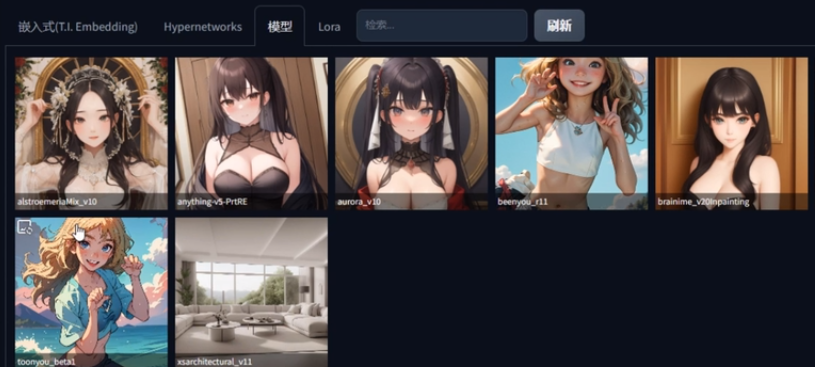 嵌入式(T.I. Embedding) Hypernetworks 模型 Lora 检索... 刷新
alstroemeriaMix_v10 anything-v5-PrtRE aurora_v10 beenyou_r11 brainime_v20Inpainting
toonyou_beta1 xsarchitectural_v11